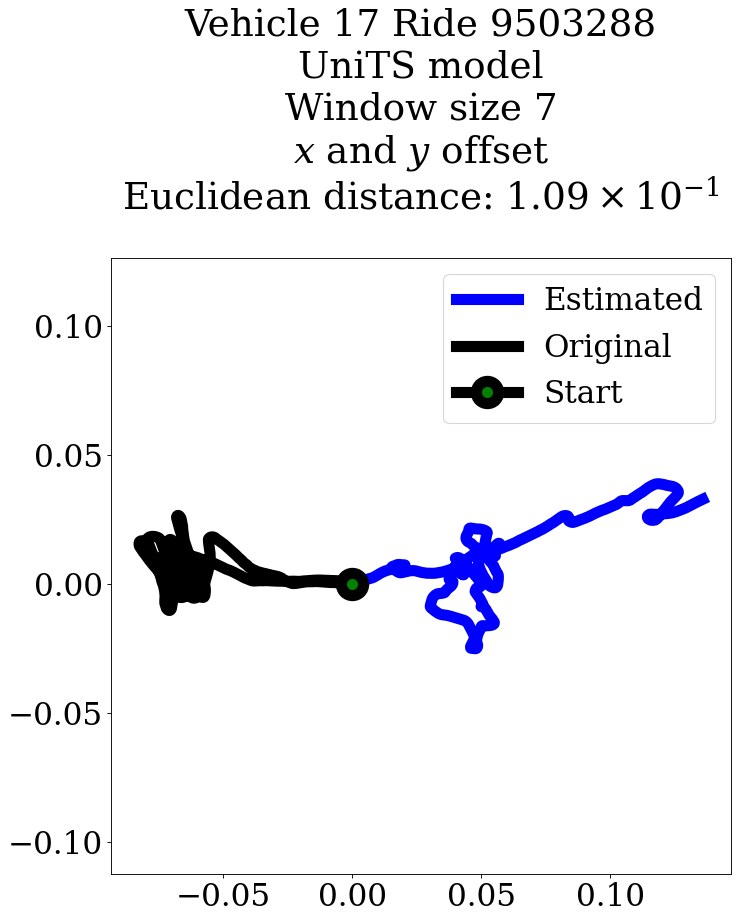 Vehicle 17 Ride 9503288
UniTS model
Window size 7
x and y offset
Euclidean distance: 1.09 × 10⁻¹
Estimated
Original
Start
0.10
0.05
0.00
−0.05
−0.10
−0.05 0.00 0.05 0.10